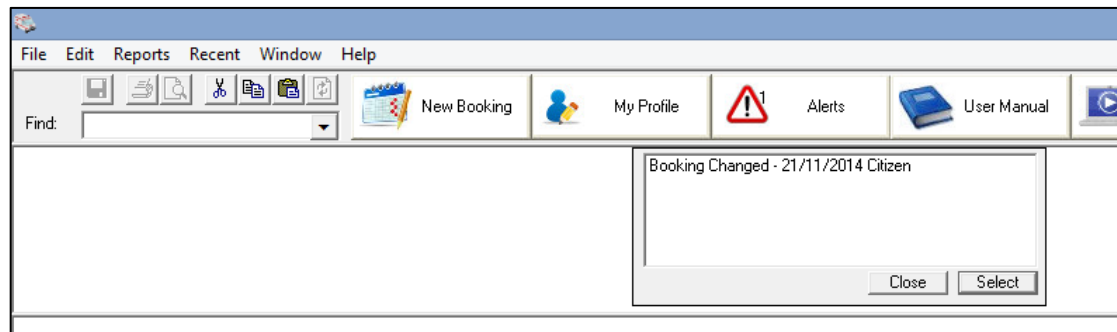 File Edit Reports Recent Window Help
Find:
New Booking
My Profile
1
Alerts
User Manual
Booking Changed - 21/11/2014 Citizen
Close Select